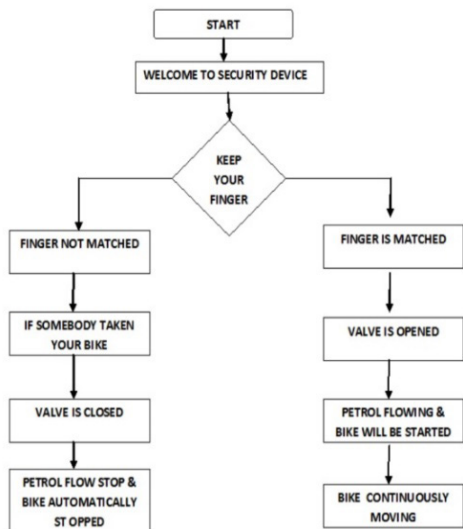 START
WELCOME TO SECURITY DEVICE
KEEP
YOUR
FINGER
FINGER NOT MATCHED
IF SOMEBODY TAKEN
YOUR BIKE
VALVE IS CLOSED
PETROL FLOW STOP &
BIKE AUTOMATICALLY
ST OPPED
FINGER IS MATCHED
VALVE IS OPENED
PETROL FLOWING &
BIKE WILL BE STARTED
BIKE CONTINUOUSLY
MOVING